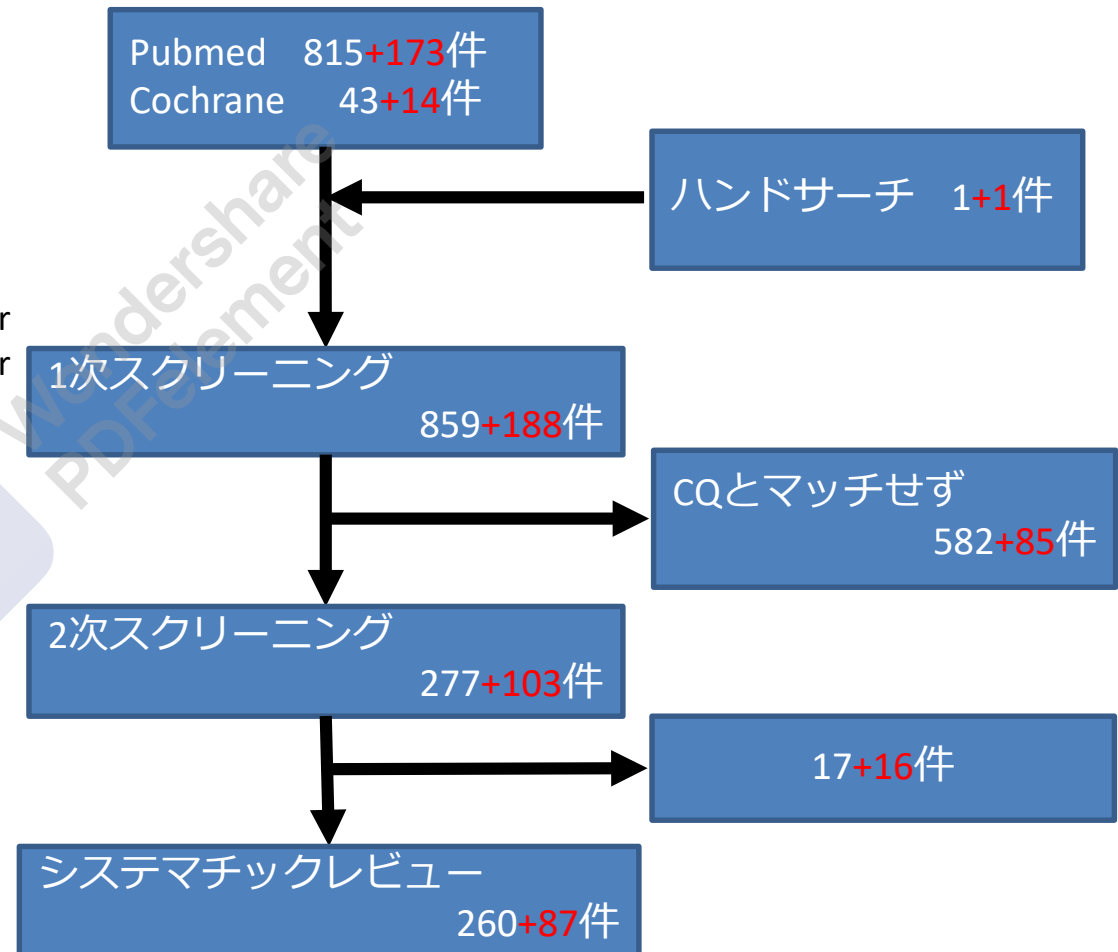 Pubmed 815+173件
Cochrane 43+14件
ハンドサーチ 1+1件
r
r
1次スクリーニング
859+188件
CQとマッチせず
582+85件
2次スクリーニング
277+103件
17+16件
システマチックレビュー
260+87件
Wondershare
PDFelement